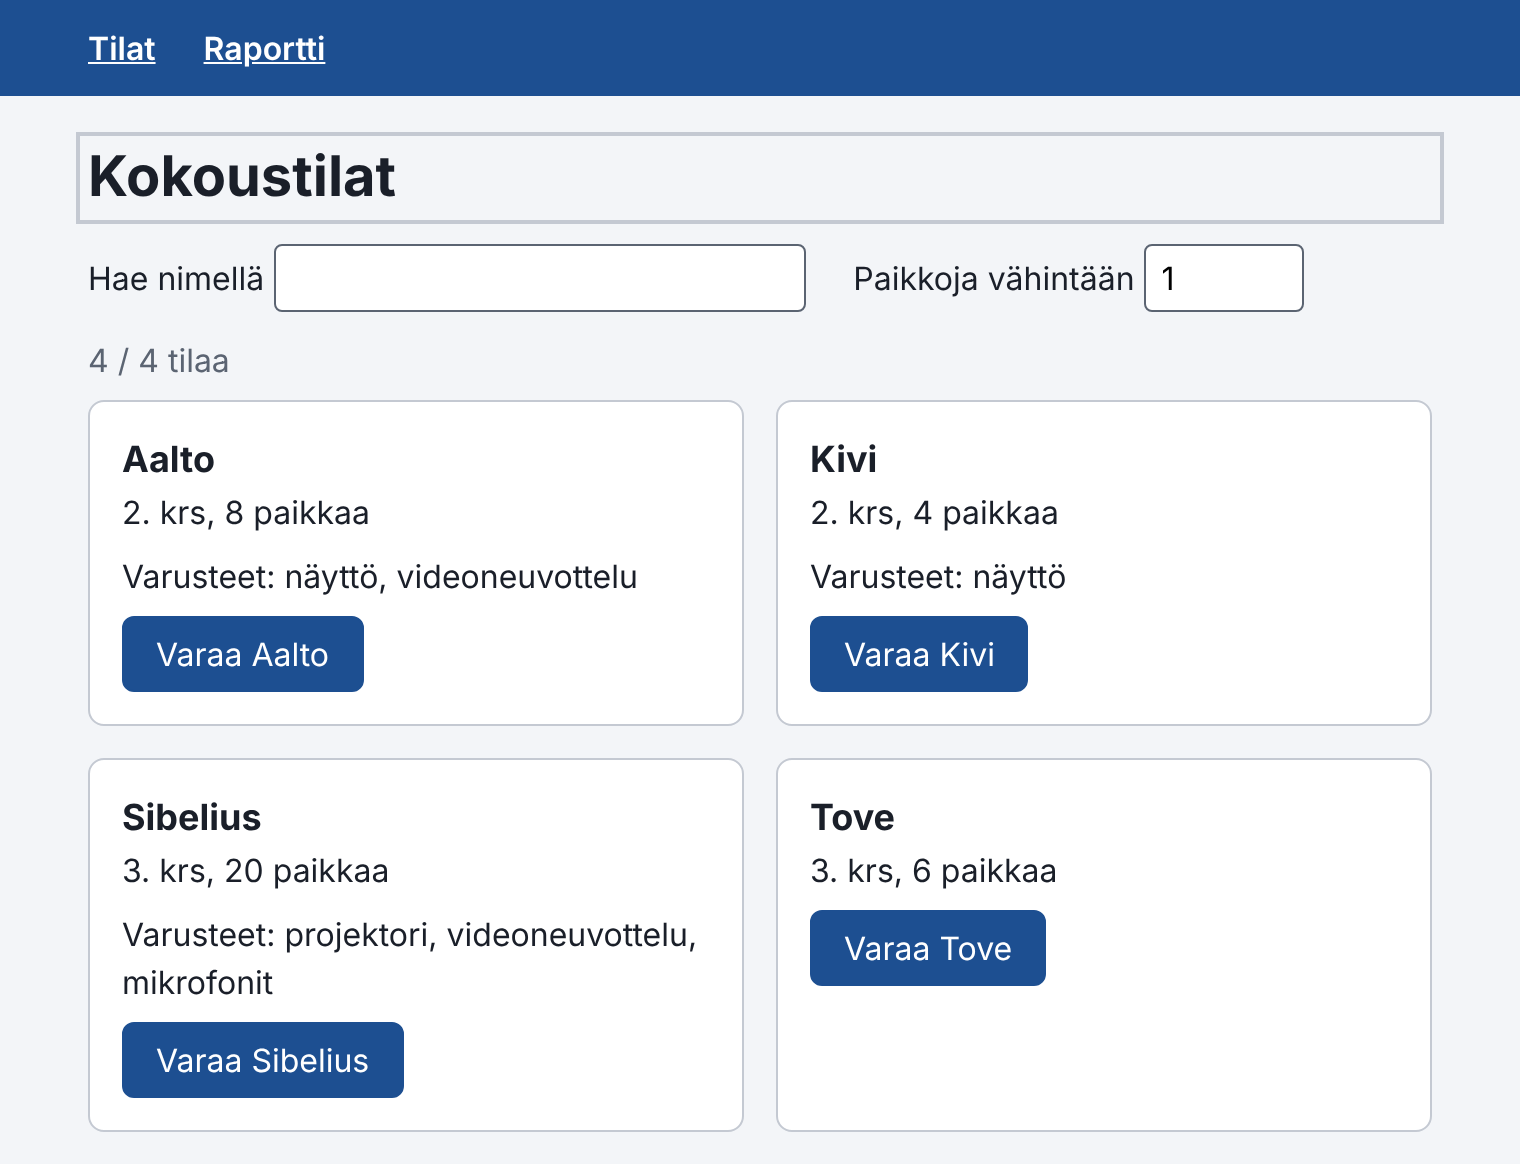 Tilat Raportti
Kokoustilat
Hae nimellä Paikkoja vähintään 1
4 / 4 tilaa
Aalto
2. krs, 8 paikkaa
Varusteet: näyttö, videoneuvottelu
Varaa Aalto
Kivi
2. krs, 4 paikkaa
Varusteet: näyttö
Varaa Kivi
Sibelius
3. krs, 20 paikkaa
Varusteet: projektori, videoneuvottelu,
mikrofonit
Varaa Sibelius
Tove
3. krs, 6 paikkaa
Varaa Tove